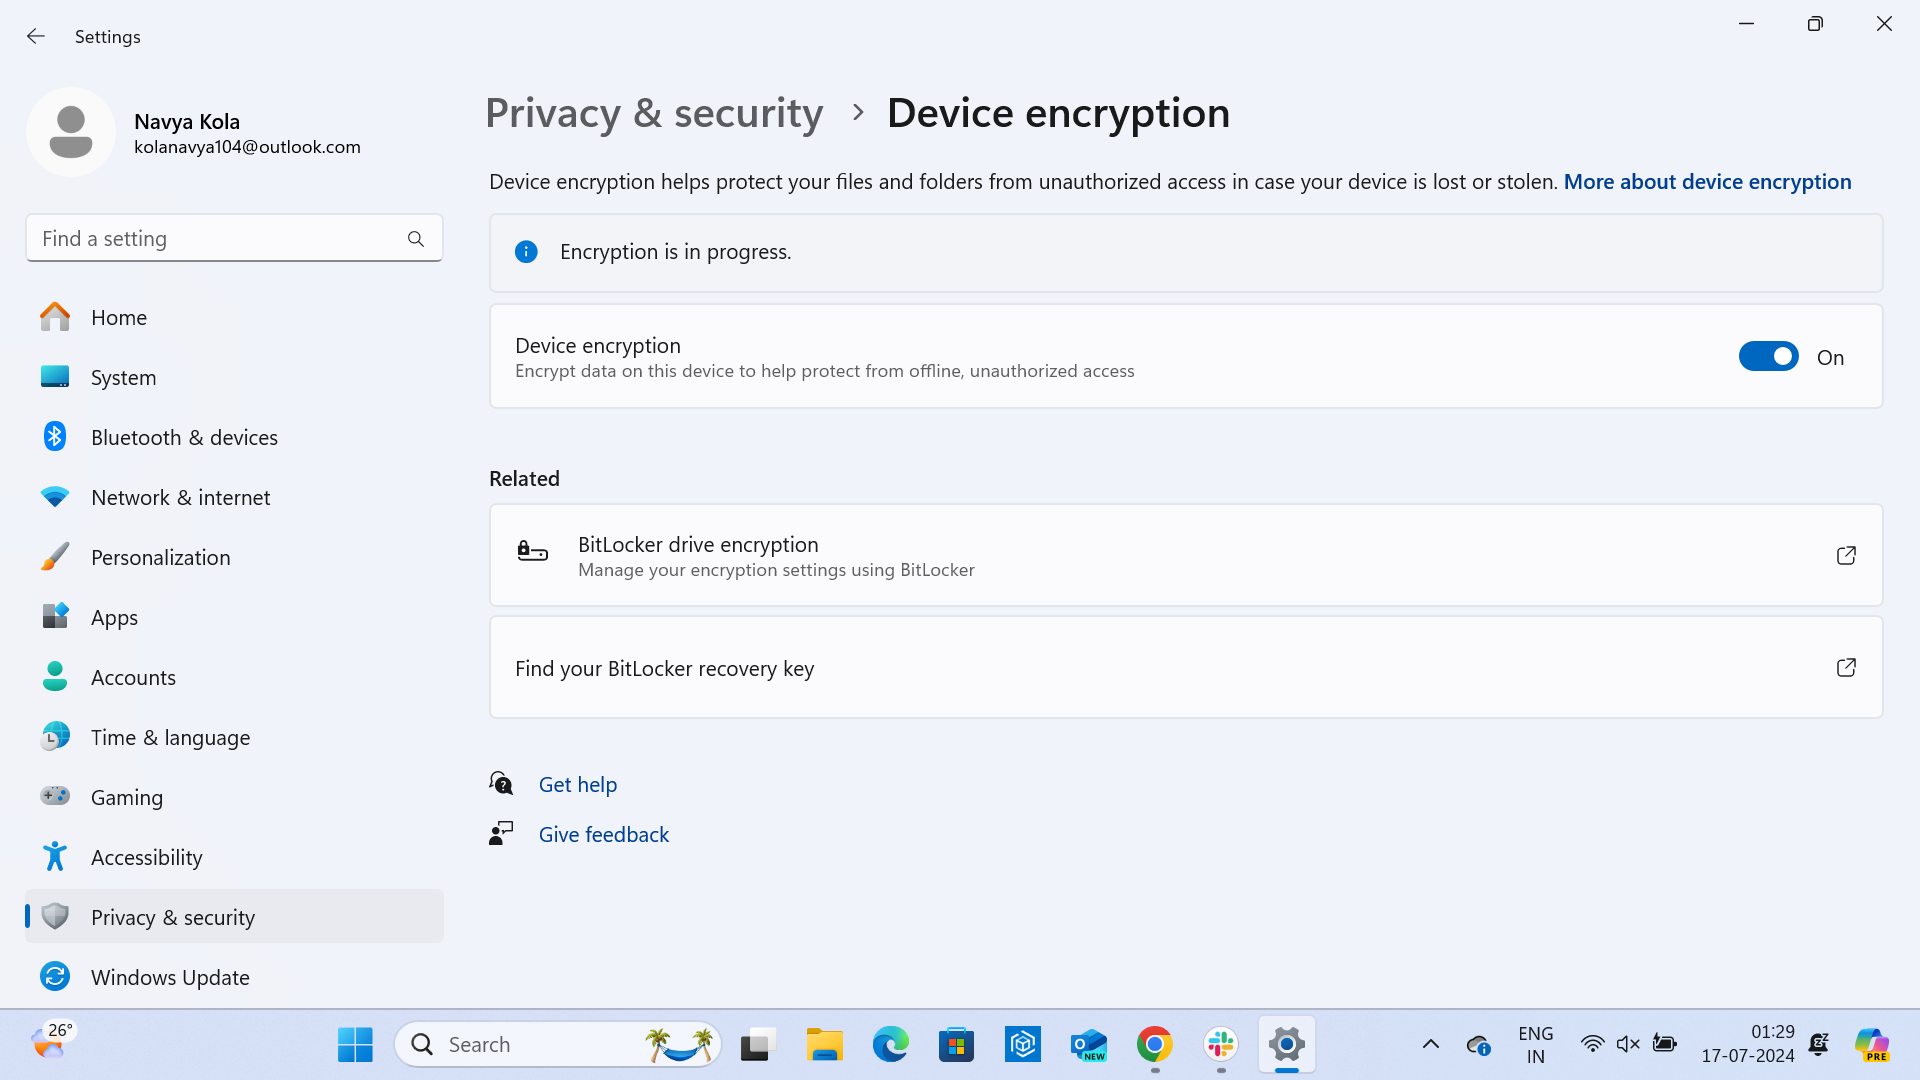 Settings
Navya Kola
kolanavya104@outlook.com
Find a setting
Home
System
Bluetooth & devices
Network & internet
Personalization
Apps
Accounts
Time & language
Gaming
Accessibility
Privacy & security
Windows Update
Privacy & security > Device encryption
Device encryption helps protect your files and folders from unauthorized access in case your device is lost or stolen. More about device encryption
Encryption is in progress.
Device encryption
Encrypt data on this device to help protect from offline, unauthorized access
On
Related
BitLocker drive encryption
Manage your encryption settings using BitLocker
Find your BitLocker recovery key
Get help
Give feedback
26°
Search
NEW
ENG
IN
01:29
17-07-2024
PRE